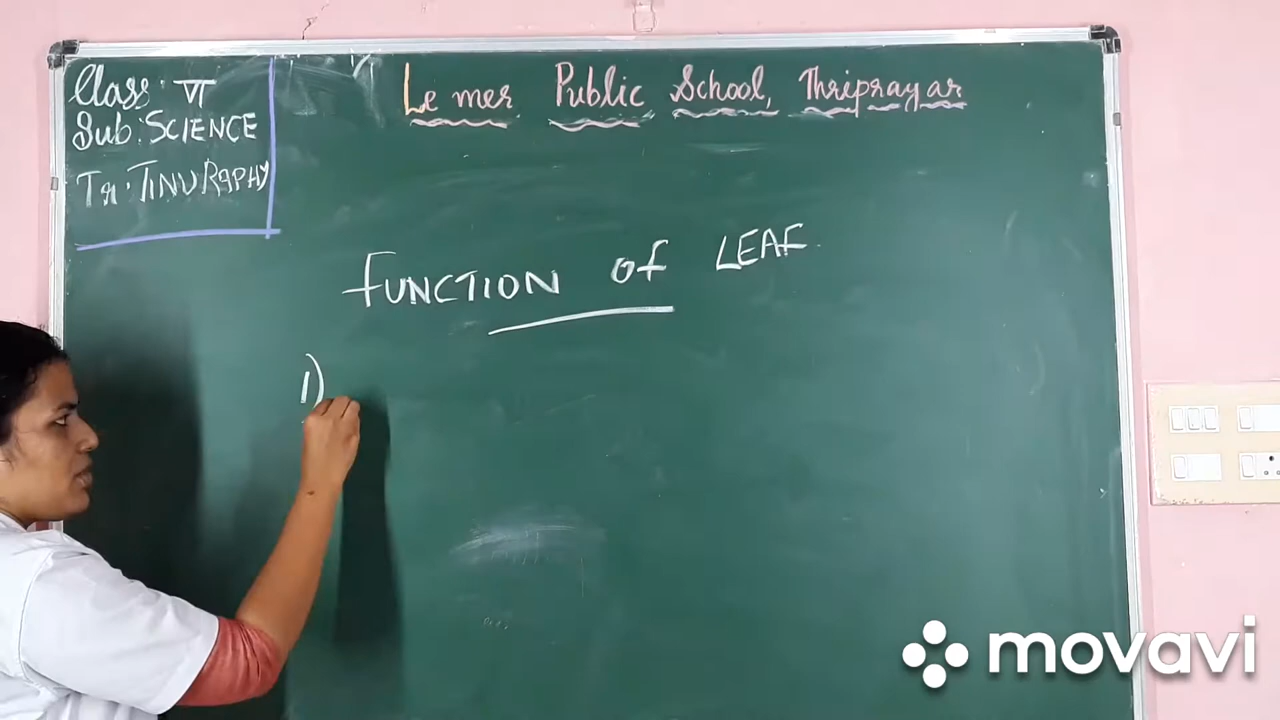 Class: VI
Sub: SCIENCE
Tr: TINU RAPHY
Le mer Public School, Thriprayar
FUNCTION of LEAF
1)
movavi